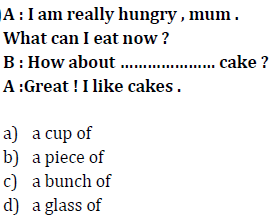 A : I am really hungry , mum .
What can I eat now ?
B : How about ..................... cake ?
A :Great ! I like cakes .
a) a cup of
b) a piece of
c) a bunch of
d) a glass of